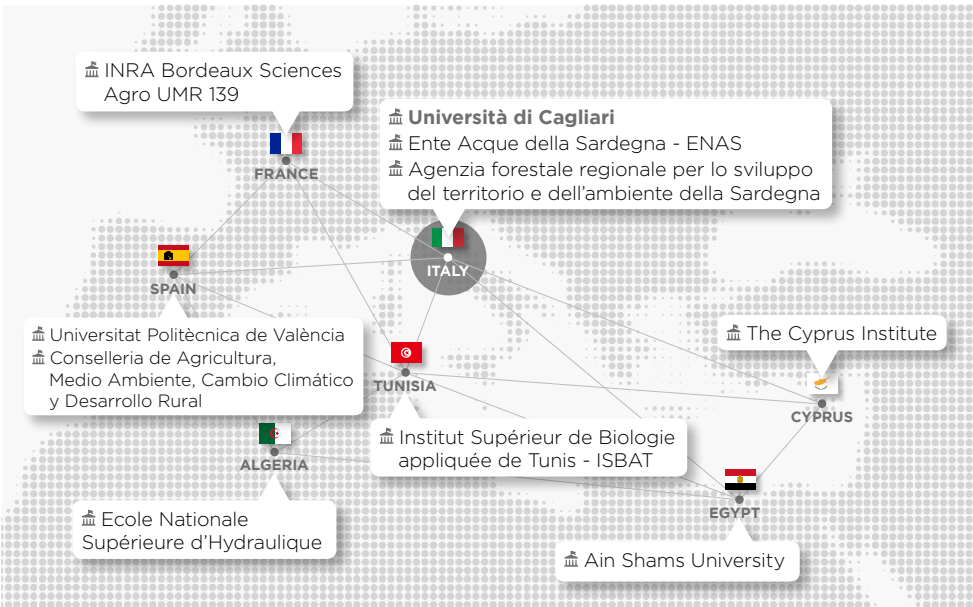 INRA Bordeaux Sciences
Agro UMR 139
FRANCE
Università di Cagliari
Ente Acque della Sardegna - ENAS
Agenzia forestale regionale per lo sviluppo
del territorio e dell'ambiente della Sardegna
ITALY
SPAIN
Universitat Politècnica de València
Conselleria de Agricultura,
Medio Ambiente, Cambio Climático
y Desarrollo Rural
The Cyprus Institute
CYPRUS
TUNISIA
Institut Supérieur de Biologie
appliquée de Tunis - ISBAT
ALGERIA
Ecole Nationale
Supérieure d'Hydraulique
EGYPT
Ain Shams University